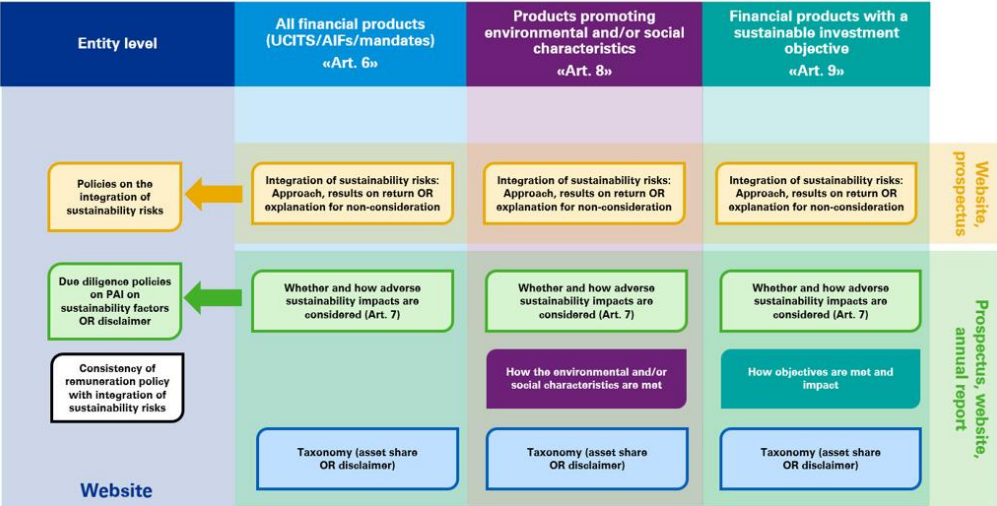 Entity level
All financial products
(UCITS/AIFs/mandates)
«Art. 6»
Products promoting
environmental and/or social
characteristics
«Art. 8»
Financial products with a
sustainable investment
objective
«Art. 9»
Policies on the
integration of
sustainability risks
Integration of sustainability risks:
Approach, results on return OR
explanation for non-consideration
Integration of sustainability risks:
Approach, results on return OR
explanation for non-consideration
Integration of sustainability risks:
Approach, results on return OR
explanation for non-consideration
Website,
prospectus
Due diligence policies
on PAI on
sustainability factors
OR disclaimer
Whether and how adverse
sustainability impacts are
considered (Art. 7)
Whether and how adverse
sustainability impacts are
considered (Art. 7)
Whether and how adverse
sustainability impacts are
considered (Art. 7)
Prospectus, website,
annual report
Consistency of
remuneration policy
with integration of
sustainability risks
How the environmental and/or
social characteristics are met
How objectives are met and
impact
Taxonomy (asset share
OR disclaimer)
Taxonomy (asset share
OR disclaimer)
Taxonomy (asset share
OR disclaimer)
Website